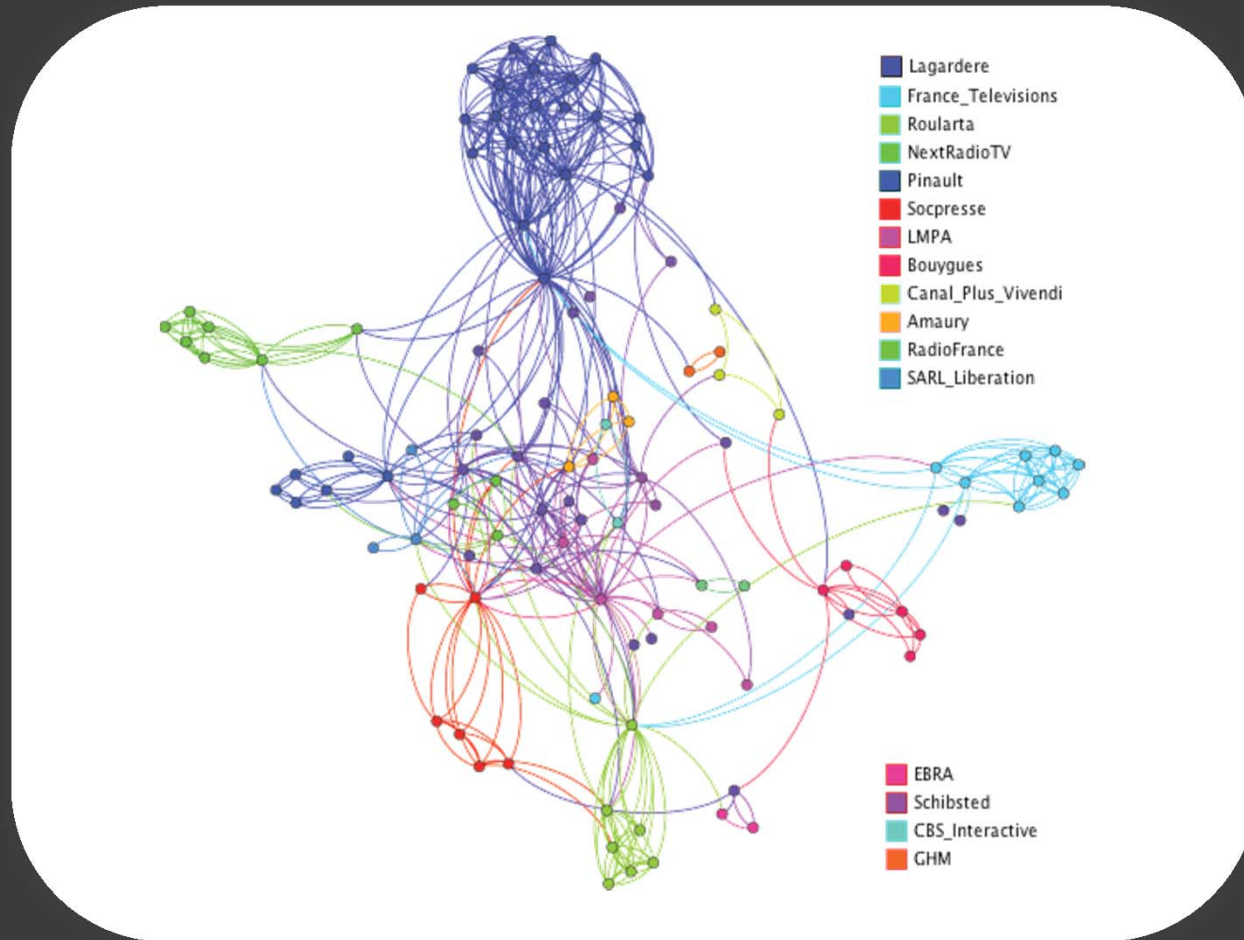 Lagardere
France_Televisions
Roularta
NextRadioTV
Pinault
Socpresse
LMPA
Bouygues
Canal_Plus_Vivendi
Amaury
RadioFrance
SARL_Liberation
EBRA
Schibsted
CBS_Interactive
GHM